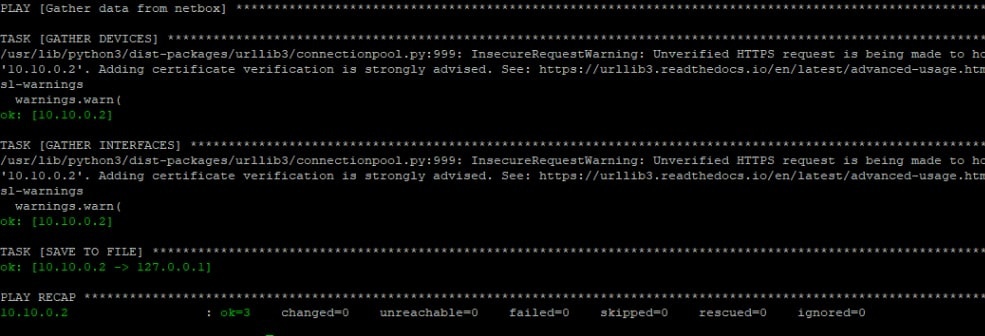 PLAY [Gather data from netbox] ******************************************************************************************
TASK [GATHER DEVICES] ***************************************************************************************************
/usr/lib/python3/dist-packages/urllib3/connectionpool.py:999: InsecureRequestWarning: Unverified HTTPS request is being made to ho
'10.10.0.2'. Adding certificate verification is strongly advised. See: https://urllib3.readthedocs.io/en/latest/advanced-usage.htm
sl-warnings
warnings.warn(
ok: [10.10.0.2]
TASK [GATHER INTERFACES] ************************************************************************************************
/usr/lib/python3/dist-packages/urllib3/connectionpool.py:999: InsecureRequestWarning: Unverified HTTPS request is being made to ho
'10.10.0.2'. Adding certificate verification is strongly advised. See: https://urllib3.readthedocs.io/en/latest/advanced-usage.htm
sl-warnings
warnings.warn(
ok: [10.10.0.2]
TASK [SAVE TO FILE] *****************************************************************************************************
ok: [10.10.0.2 -> 127.0.0.1]
PLAY RECAP **************************************************************************************************************
10.10.0.2 : ok=3 changed=0 unreachable=0 failed=0 skipped=0 rescued=0 ignored=0